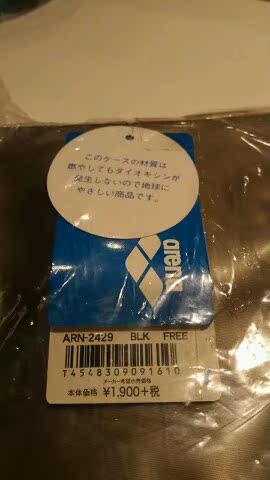 このケースの材質は
燃やしてもダイオキシンが
発生しないので地球に
やさしい商品です。
arena
ARN-2429 BLK FREE
T4548309091610
メーカー希望小売価格
本体価格 ¥1,900+税